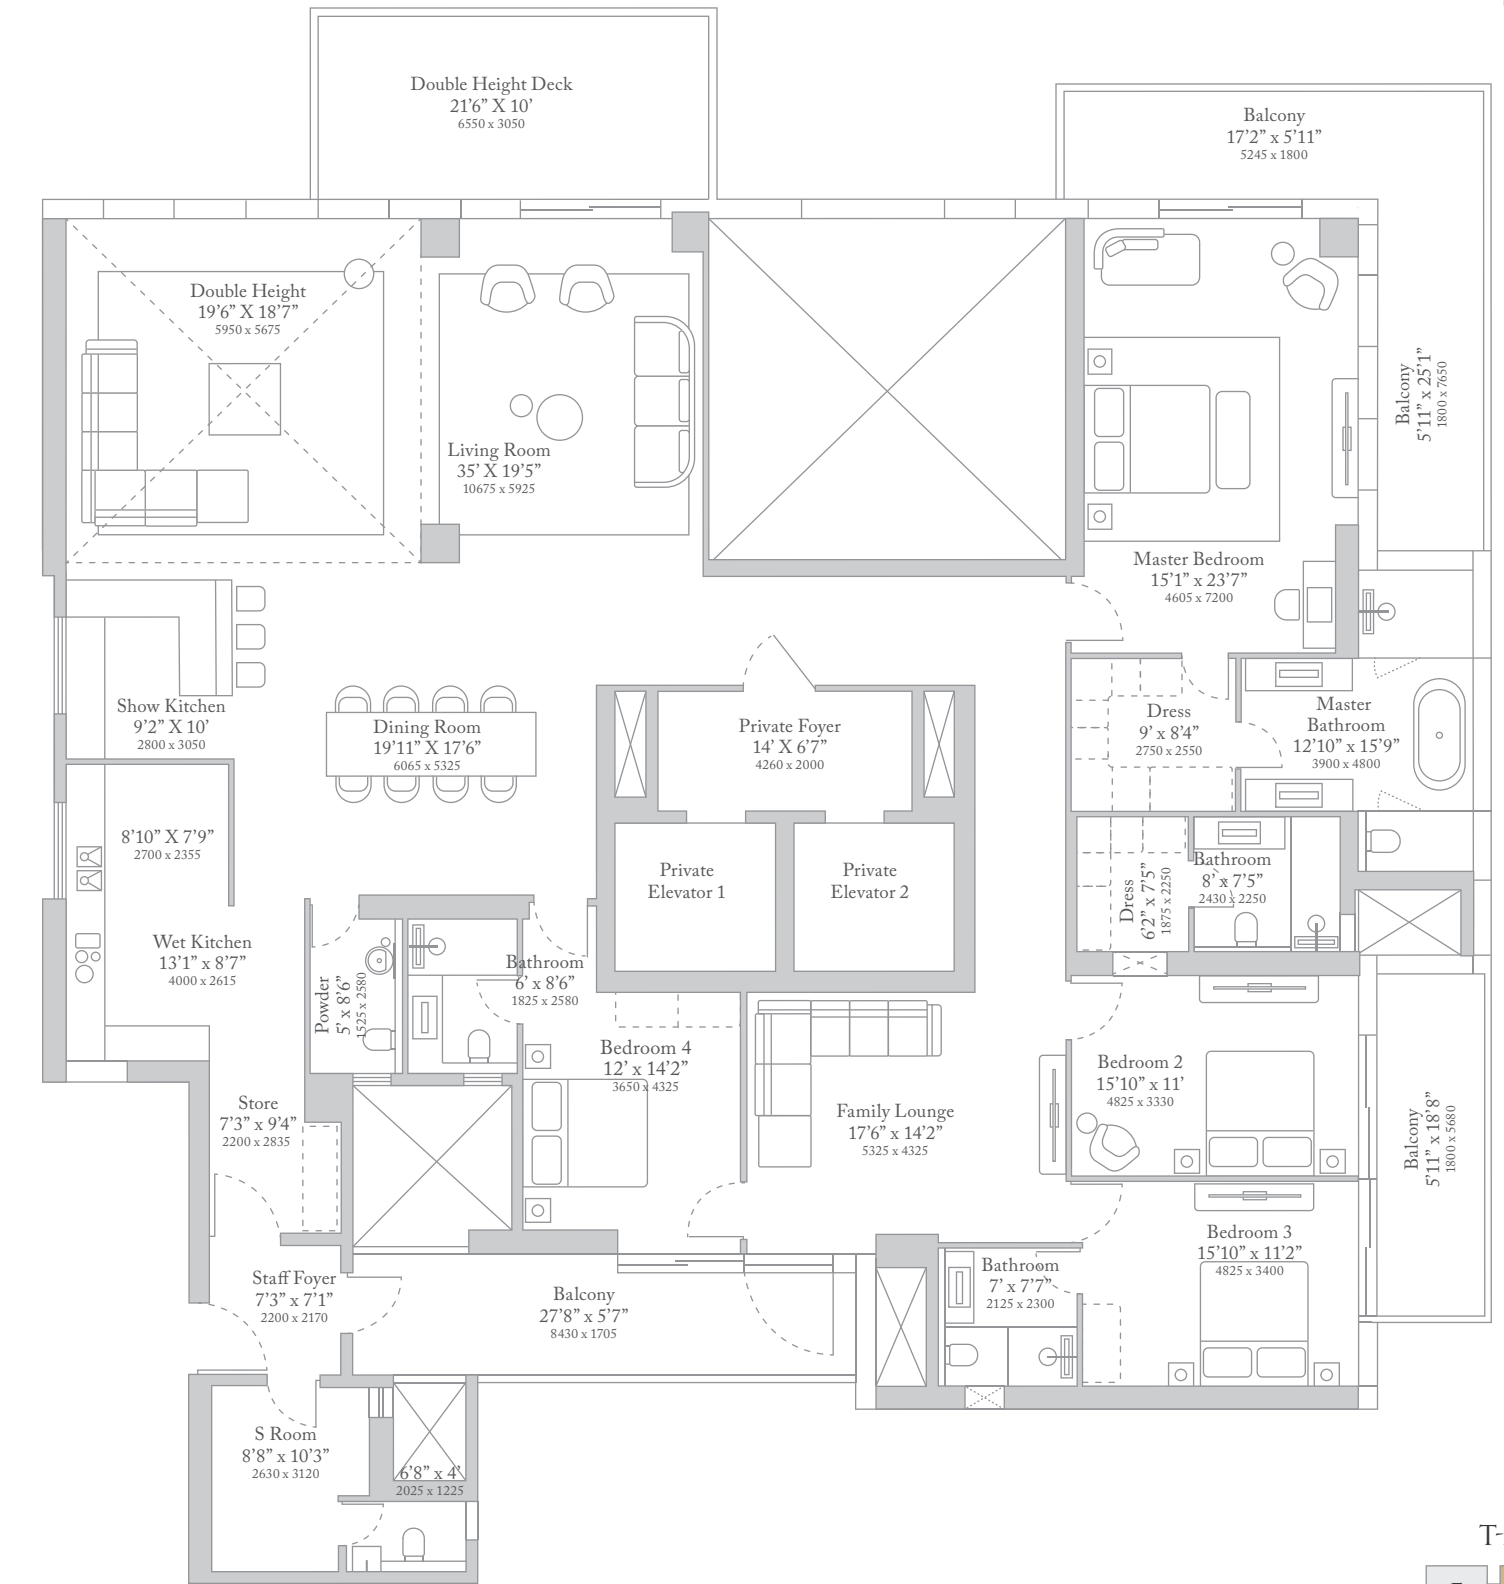 Double Height Deck
21’6” X 10’
6550 x 3050
Balcony
17’2” x 5’11”
5245 x 1800
Double Height
19’6” X 18’7”
5950 x 5675
Living Room
35’ X 19’5”
10675 x 5925
Balcony
5’11” x 25’1”
1800 x 7650
Master Bedroom
15’1” x 23’7”
4605 x 7200
Show Kitchen
9’2” X 10’
2800 x 3050
Dining Room
19’11” X 17’6”
6065 x 5325
Private Foyer
14’ X 6’7”
4260 x 2000
Dress
9’ x 8’4”
2750 x 2550
Master
Bathroom
12’10” x 15’9”
3900 x 4800
8’10” X 7’9”
2700 x 2355
Private
Elevator 1
Private
Elevator 2
Dress
6’2” x 7’5”
1875 x 2250
Bathroom
8’ x 7’5”
2430 x 2250
Wet Kitchen
13’1” x 8’7”
4000 x 2615
Powder
5’ x 8’6”
1525 x 2580
Bathroom
6’ x 8’6”
1825 x 2580
Bedroom 4
12’ x 14’2”
3650 x 4325
Family Lounge
17’6” x 14’2”
5325 x 4325
Bedroom 2
15’10” x 11’
4825 x 3330
Balcony
5’11” x 18’8”
1800 x 5680
Store
7’3” x 9’4”
2200 x 2835
Staff Foyer
7’3” x 7’1”
2200 x 2170
Balcony
27’8” x 5’7”
8430 x 1705
Bathroom
7’ x 7’7”
2125 x 2300
Bedroom 3
15’10” x 11’2”
4825 x 3400
S Room
8’8” x 10’3”
2630 x 3120
6’8” x 4’
2025 x 1225